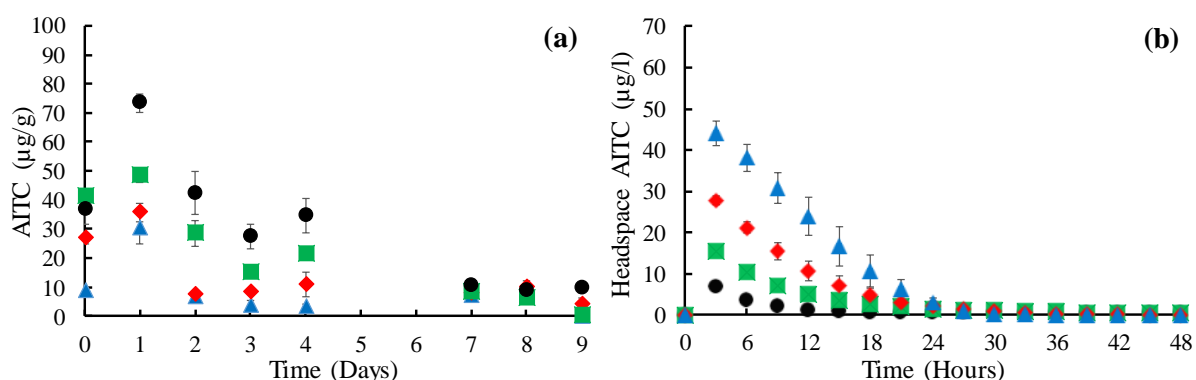 (a)
AITC (µg/g)
100
90
80
70
60
50
40
30
20
10
0
0 1 2 3 4 5 6 7 8 9
Time (Days)
(b)
Headspace AITC (µg/l)
70
60
50
40
30
20
10
0
0 6 12 18 24 30 36 42 48
Time (Hours)